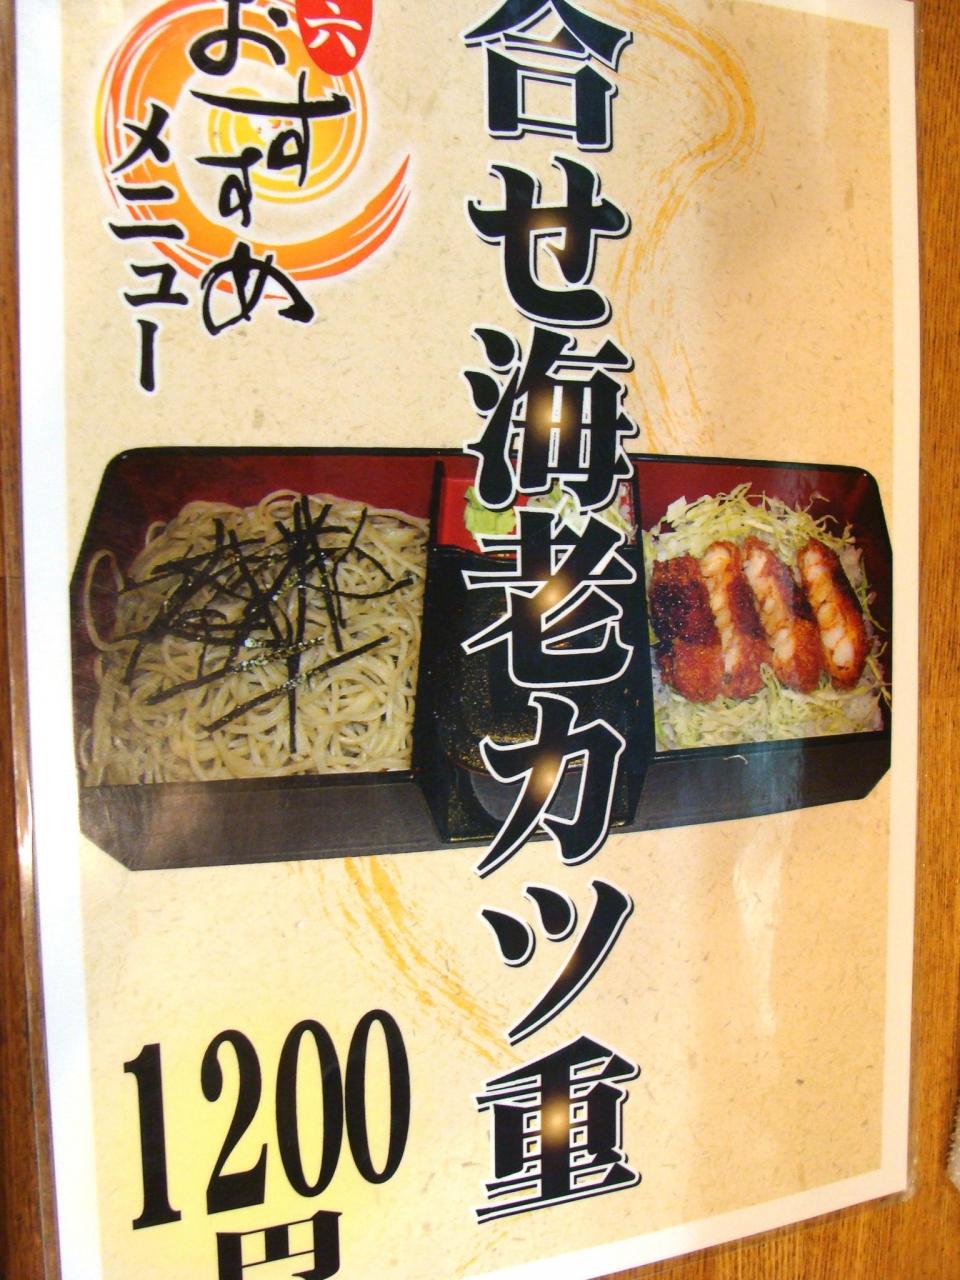 合せ海老カツ重
六
おすすめ
メニュー
1200
円